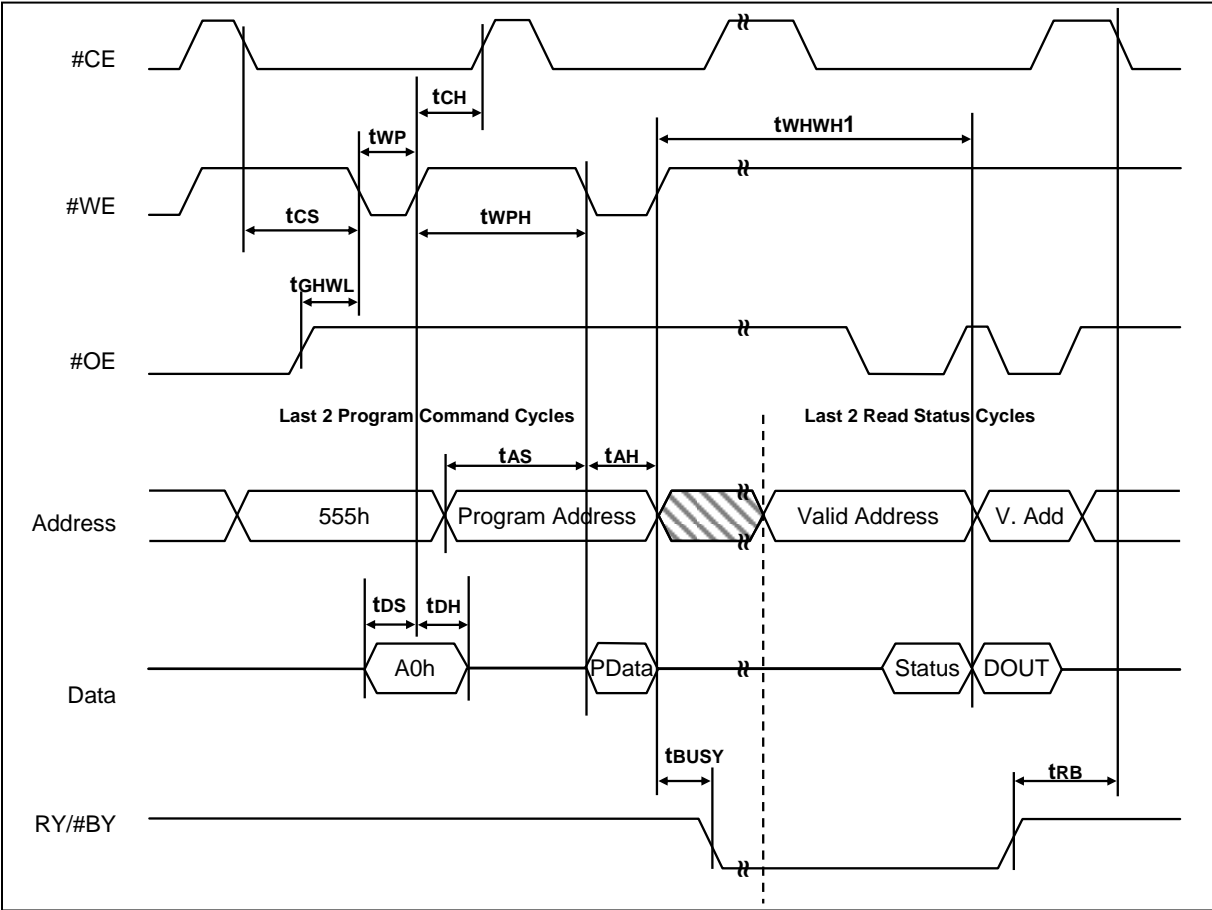 #CE
tCH
tWHWH1
tWP
#WE
tCS
tWPH
tGHWL
#OE
Last 2 Program Command Cycles
Last 2 Read Status Cycles
tAS
tAH
Address
555h
Program Address
Valid Address
V. Add
tDS
tDH
Data
A0h
PData
Status
DOUT
tBUSY
tRB
RY/#BY